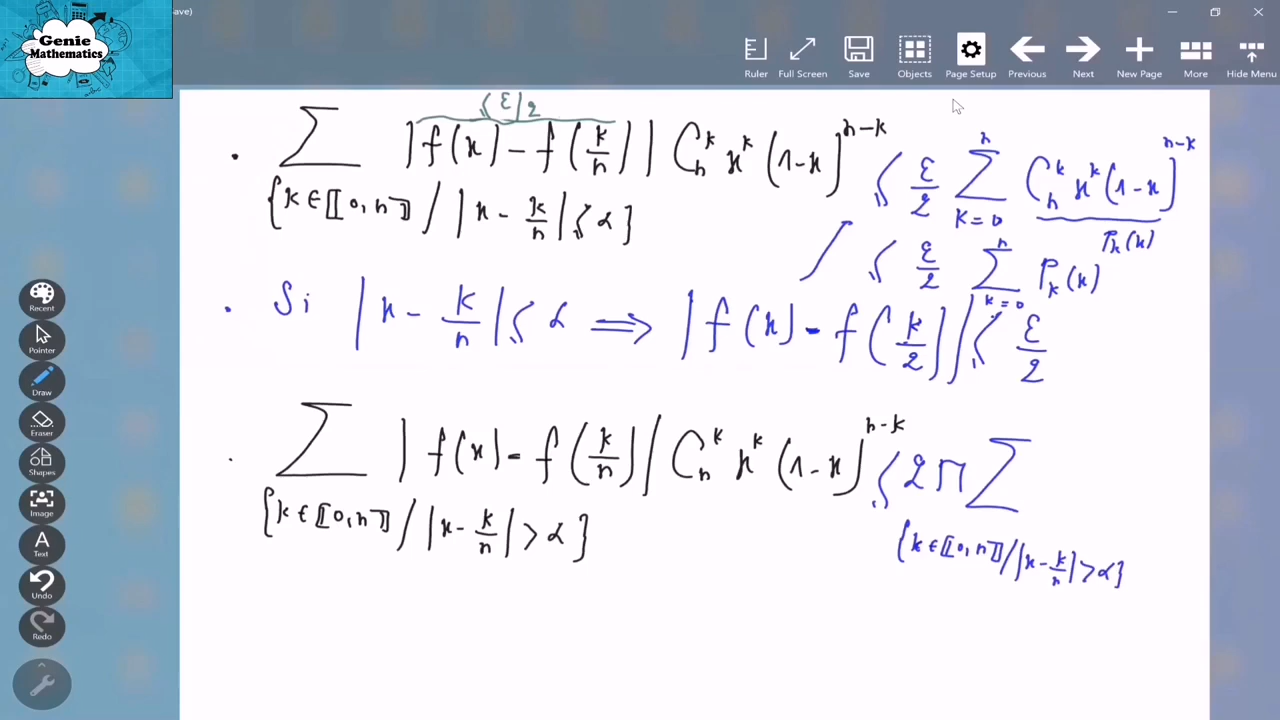 Genie
Mathematics
ave)
Ruler
Full Screen
Save
Objects
Page Setup
Previous
Next
New Page
More
Hide Menu
Recent
Pointer
Draw
Eraser
Shapes
Image
Text
Undo
Redo
≤ ε/2
. ∑_{k∈⟦0,n⟧ / |x - k/n| ≤ α} |f(x) - f(k/n)| C_n^k x^k (1-x)^{n-k} ≤ ε/2 ∑_{k=0}^n C_n^k x^k (1-x)^{n-k}
P_k(x)
≤ ε/2 ∑_{k=0}^n P_k(x)
. Si |x - k/n| ≤ α ⟹ |f(x) - f(k/2)| ≤ ε/2
. ∑_{k∈⟦0,n⟧ / |x - k/n| > α} |f(x) - f(k/n)| C_n^k x^k (1-x)^{n-k} ≤ 2M ∑_{k∈⟦0,n⟧ / |x - k/n| > α}